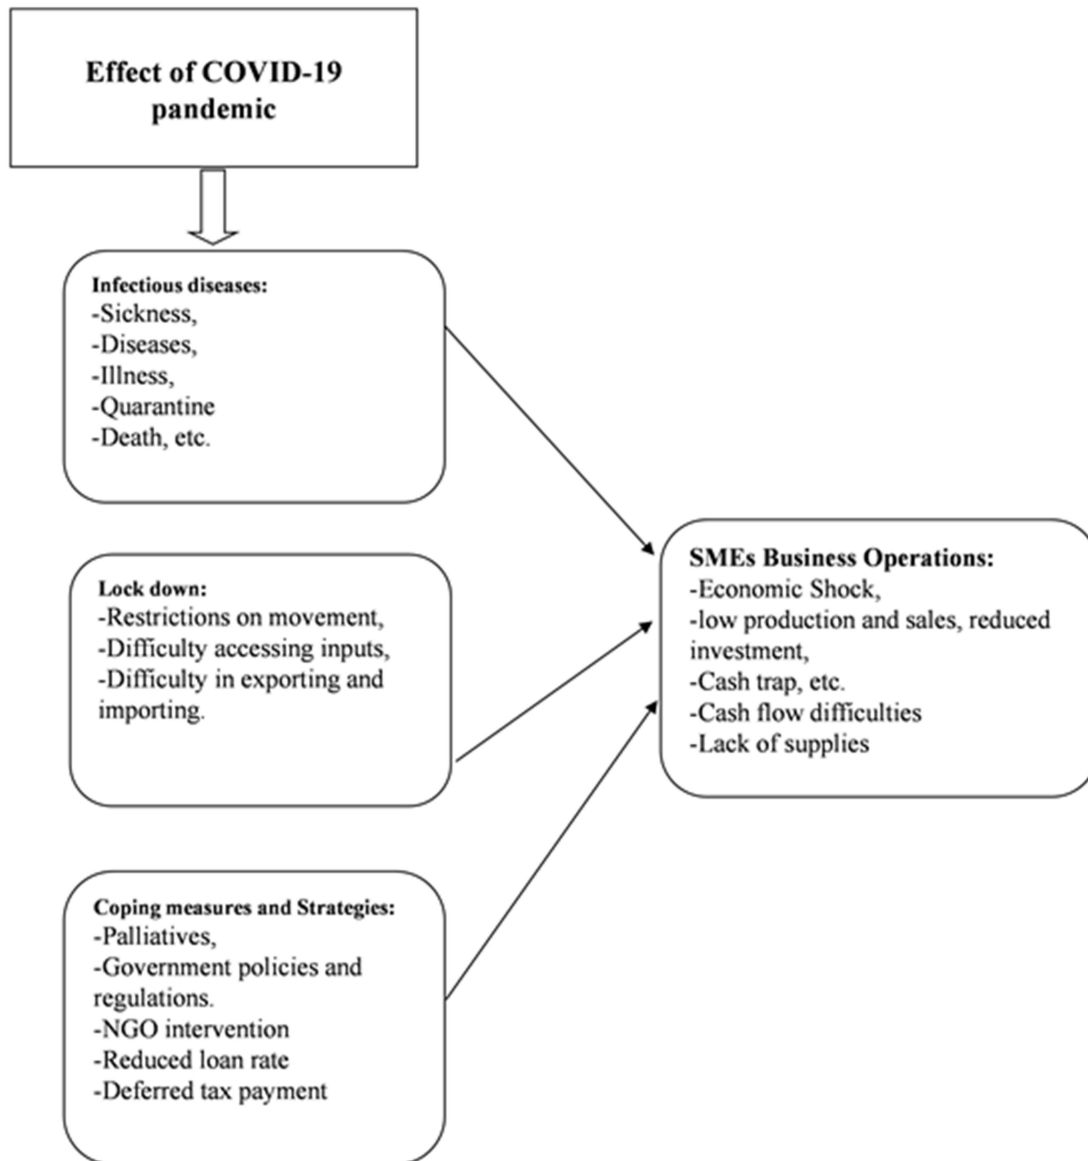 Effect of COVID-19
pandemic
Infectious diseases:
-Sickness,
-Diseases,
-Illness,
-Quarantine
-Death, etc.
Lock down:
-Restrictions on movement,
-Difficulty accessing inputs,
-Difficulty in exporting and
importing.
Coping measures and Strategies:
-Palliatives,
-Government policies and
regulations.
-NGO intervention
-Reduced loan rate
-Deferred tax payment
SMEs Business Operations:
-Economic Shock,
-low production and sales, reduced
investment,
-Cash trap, etc.
-Cash flow difficulties
-Lack of supplies